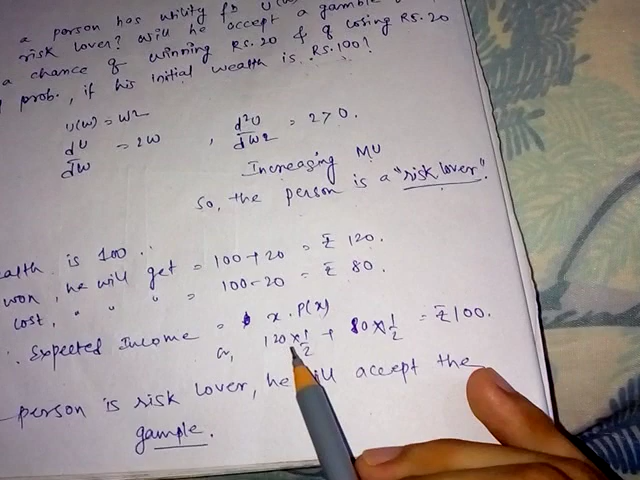 a person has utility fn U(w)
risk lover? Will he accept a gamble
a chance of winning Rs. 20 & of losing Rs. 20
prob., if his initial wealth is Rs. 100?
U(W) = W2
dU/dW = 2W , d2U/dW2 = 2 > 0.
Increasing MU
So, the person is a "risk lover".
ealth is 100.
won, he will get = 100+20 = ₹ 120.
lost, " " " = 100-20 = ₹ 80.
∴ Expected Income = x . P(x)
a, 120 × 1/2 + 80 × 1/2 = ₹ 100.
person is risk lover, he will accept the
gample.